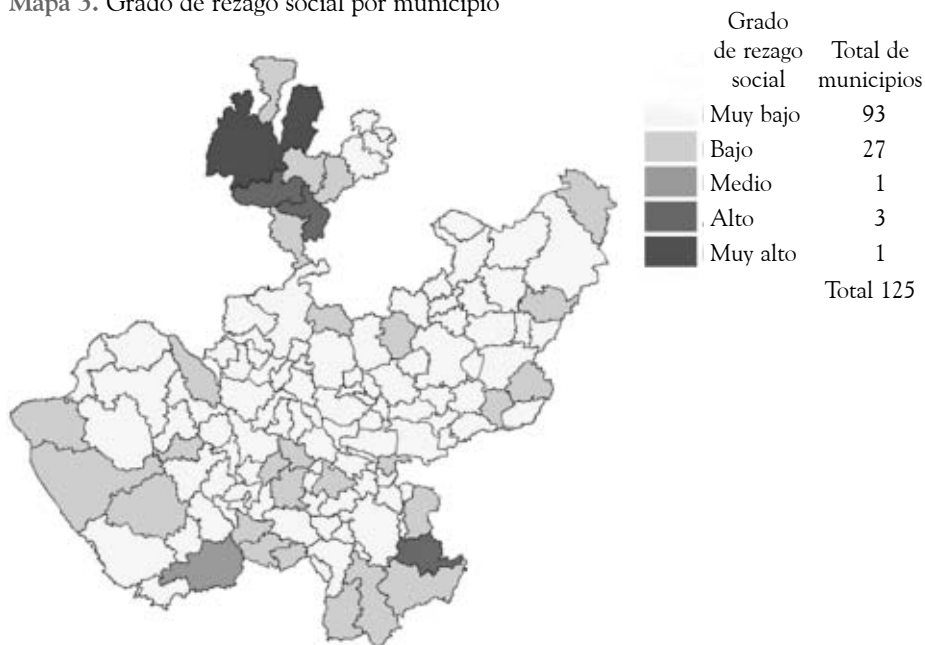 Mapa 3. Grado de rezago social por municipio
Grado
de rezago Total de
social municipios
Muy bajo 93
Bajo 27
Medio 1
Alto 3
Muy alto 1
Total 125